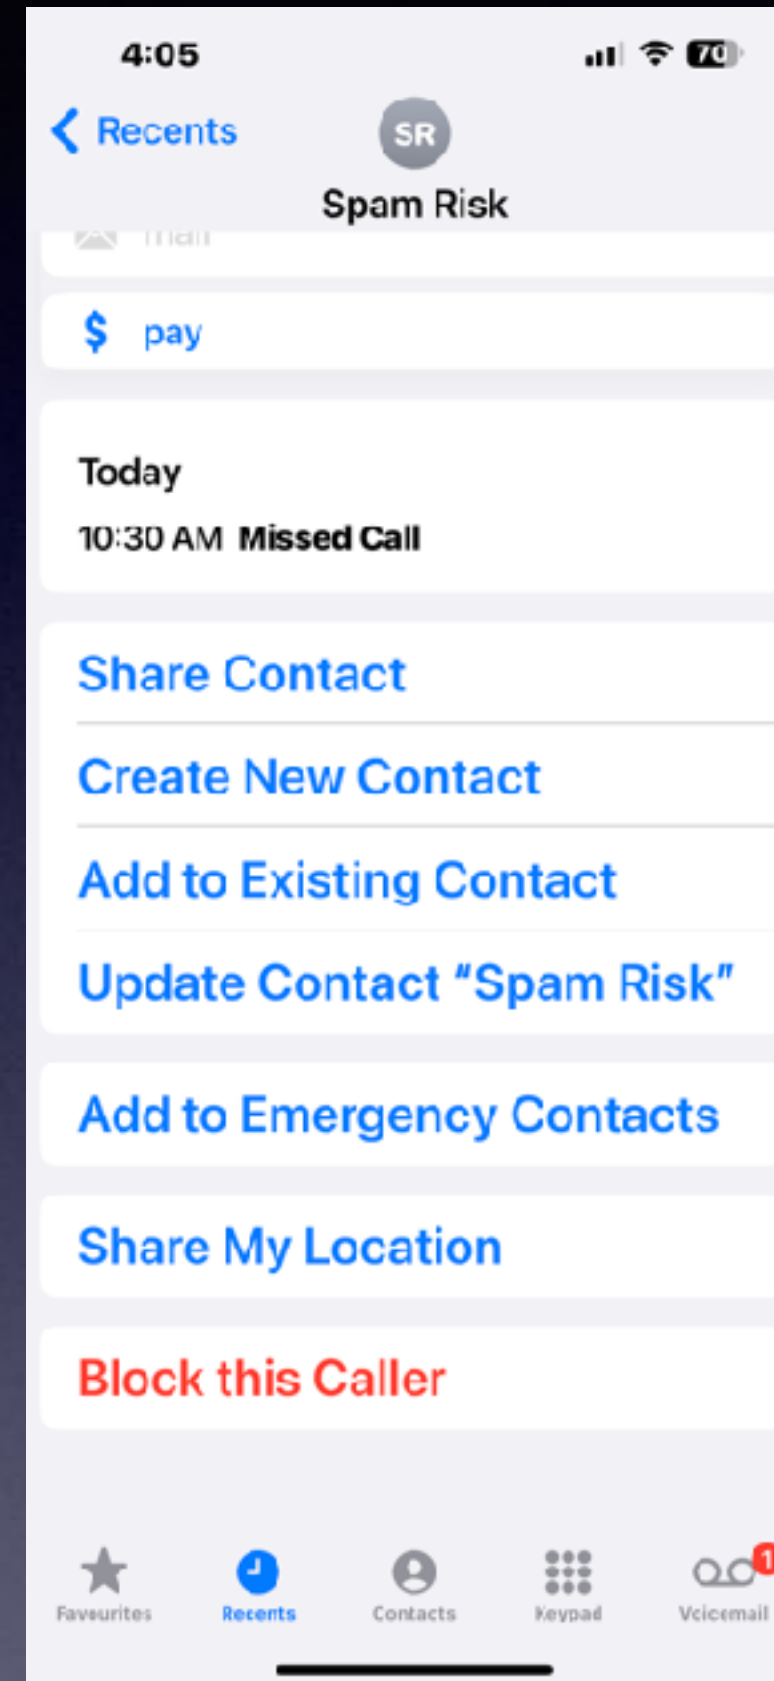 4:05
70
Recents
SR
Spam Risk
mail
$ pay
Today
10:30 AM Missed Call
Share Contact
Create New Contact
Add to Existing Contact
Update Contact “Spam Risk”
Add to Emergency Contacts
Share My Location
Block this Caller
1
Favourites Recents Contacts Keypad Voicemail